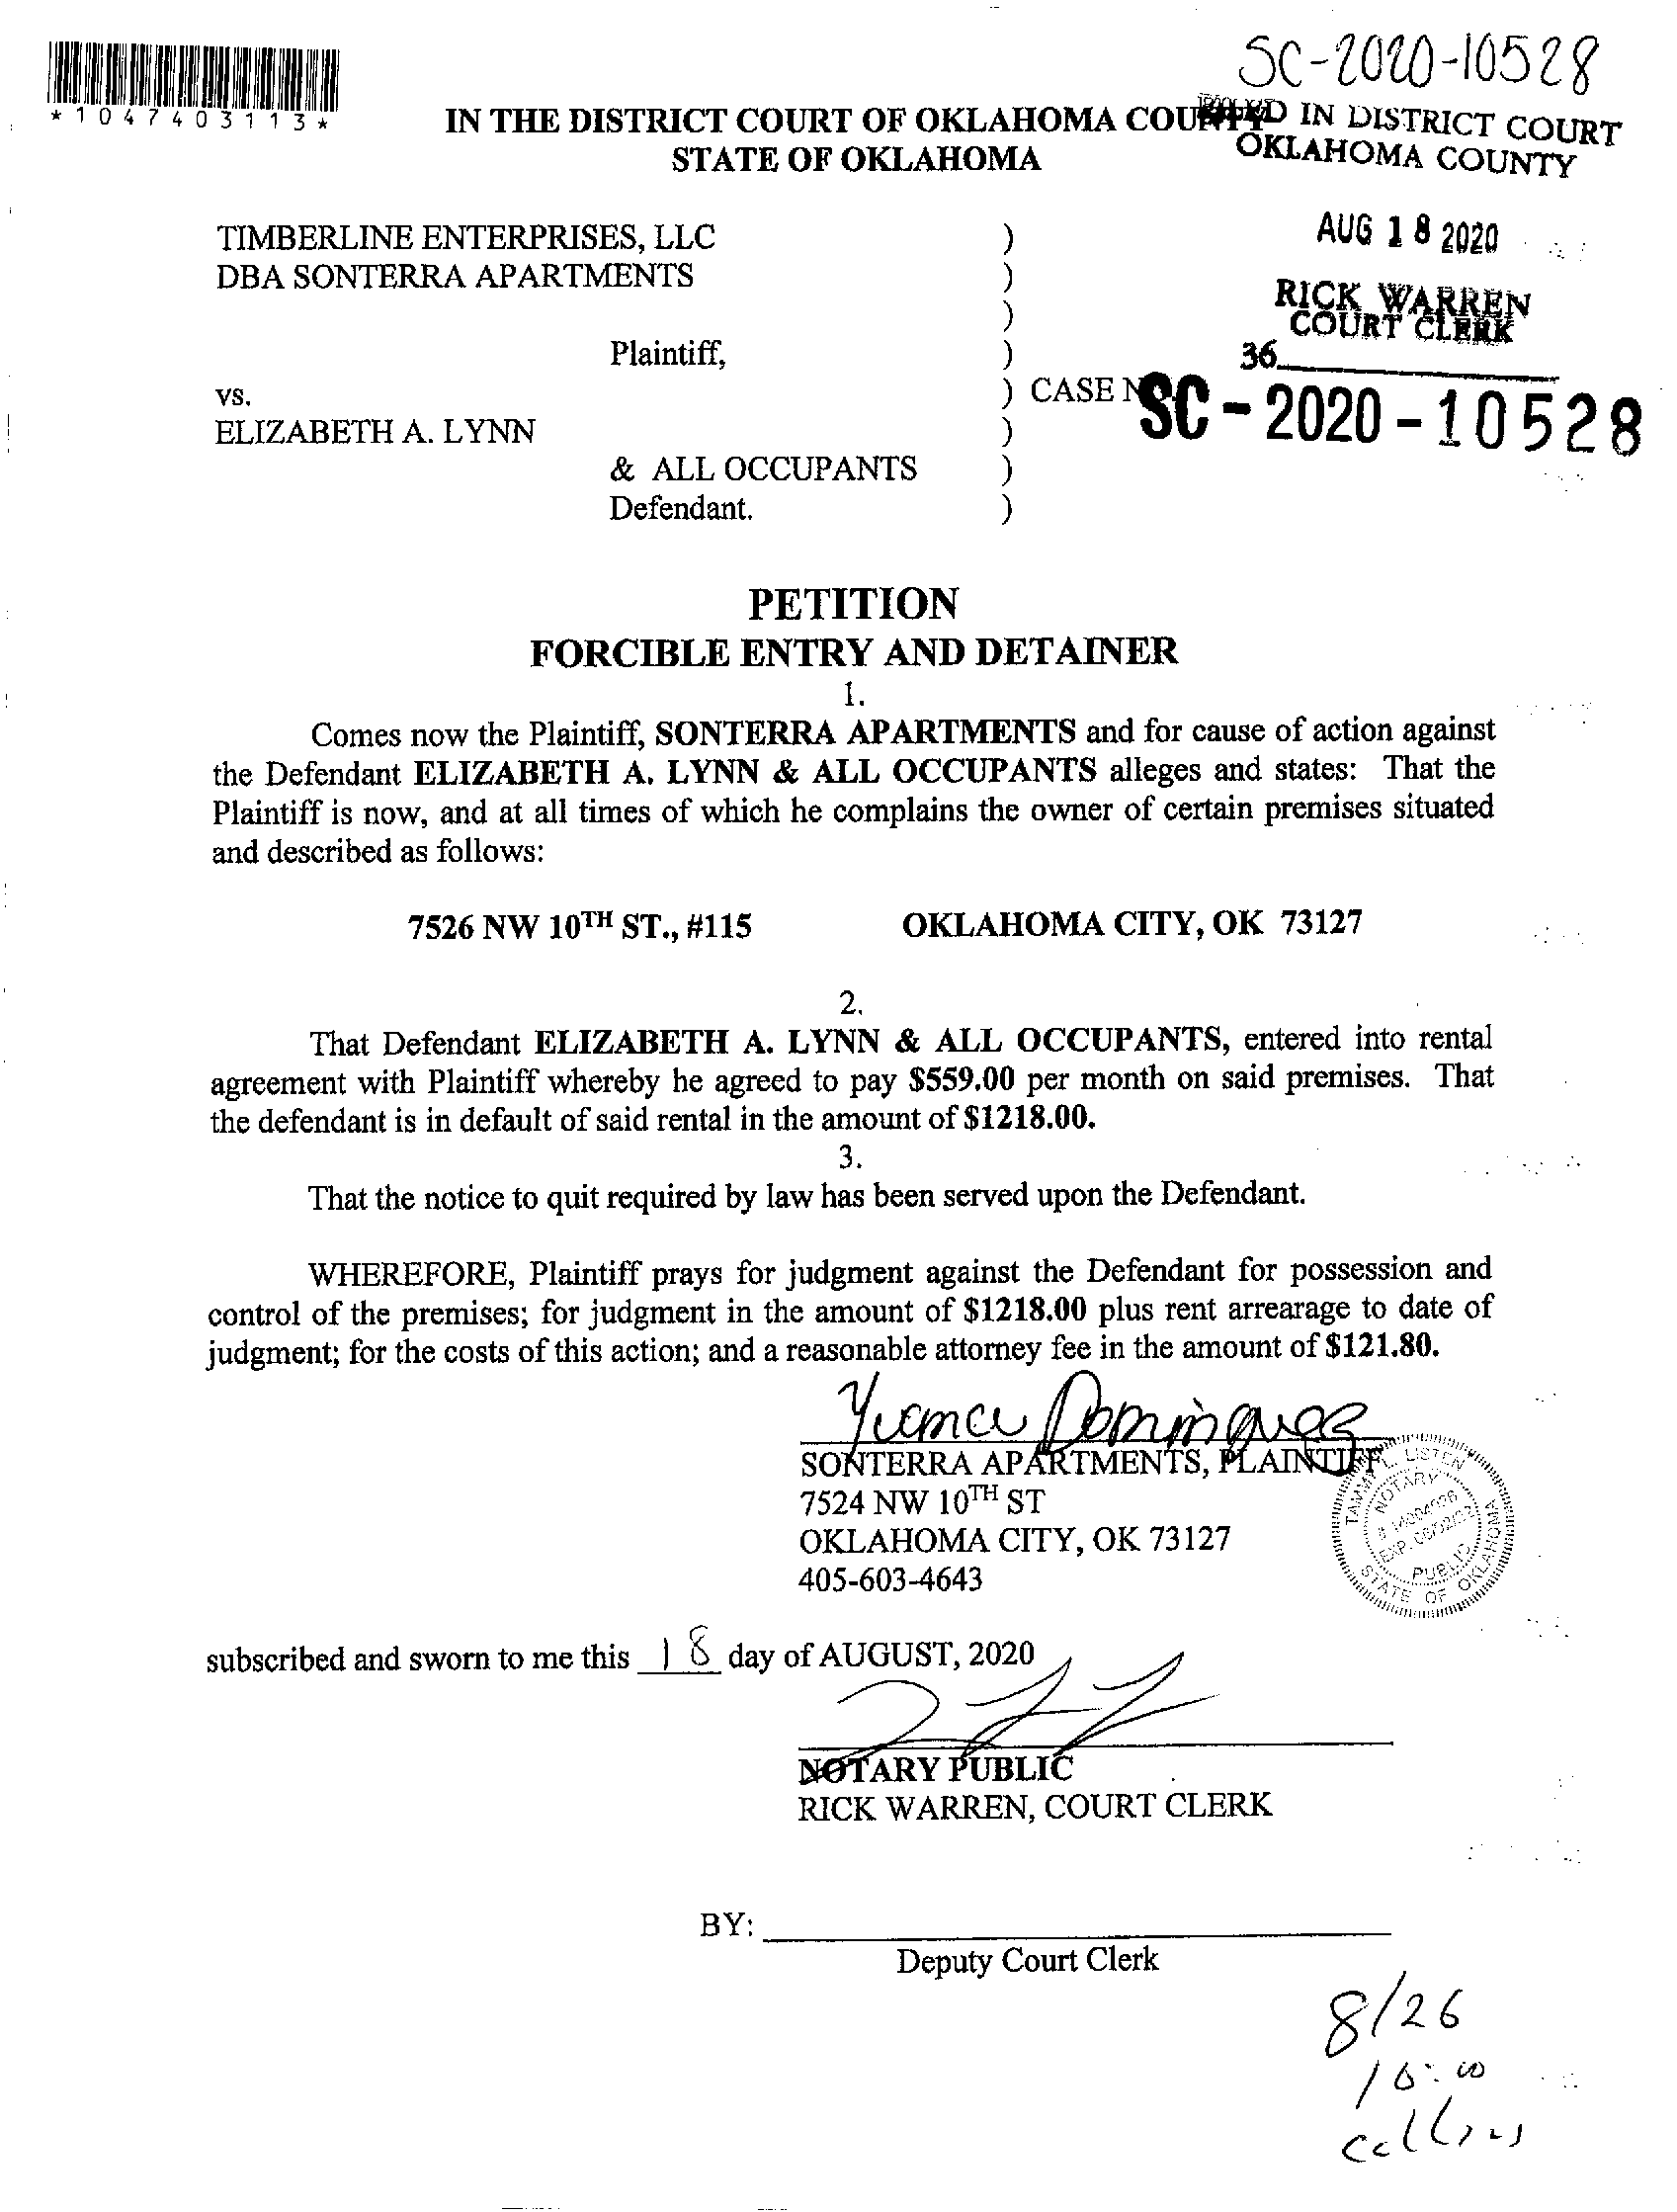 SC-2020-10528
*1047403113*
IN THE DISTRICT COURT OF OKLAHOMA COUNTY
STATE OF OKLAHOMA
IN DISTRICT COURT
OKLAHOMA COUNTY
AUG 18 2020
RICK WARREN
COURT CLERK
36
TIMBERLINE ENTERPRISES, LLC )
DBA SONTERRA APARTMENTS )
)
Plaintiff, )
vs. ) CASE N
SC-2020-10528
ELIZABETH A. LYNN )
& ALL OCCUPANTS )
Defendant. )
PETITION
FORCIBLE ENTRY AND DETAINER
1.
Comes now the Plaintiff, SONTERRA APARTMENTS and for cause of action against
the Defendant ELIZABETH A. LYNN & ALL OCCUPANTS alleges and states: That the
Plaintiff is now, and at all times of which he complains the owner of certain premises situated
and described as follows:
7526 NW 10TH ST., #115 OKLAHOMA CITY, OK 73127
2.
That Defendant ELIZABETH A. LYNN & ALL OCCUPANTS, entered into rental
agreement with Plaintiff whereby he agreed to pay $559.00 per month on said premises. That
the defendant is in default of said rental in the amount of $1218.00.
3.
That the notice to quit required by law has been served upon the Defendant.
WHEREFORE, Plaintiff prays for judgment against the Defendant for possession and
control of the premises; for judgment in the amount of $1218.00 plus rent arrearage to date of
judgment; for the costs of this action; and a reasonable attorney fee in the amount of $121.80.
Dominguez
SONTERRA APARTMENTS, PLAINTIFF
7524 NW 10TH ST
OKLAHOMA CITY, OK 73127
405-603-4643
TAMMY L. LISTEN
NOTARY
PUBLIC
STATE OF OKLAHOMA
subscribed and sworn to me this 18 day of AUGUST, 2020
NOTARY PUBLIC
RICK WARREN, COURT CLERK
BY:
Deputy Court Clerk
8/26
10:00
Collins